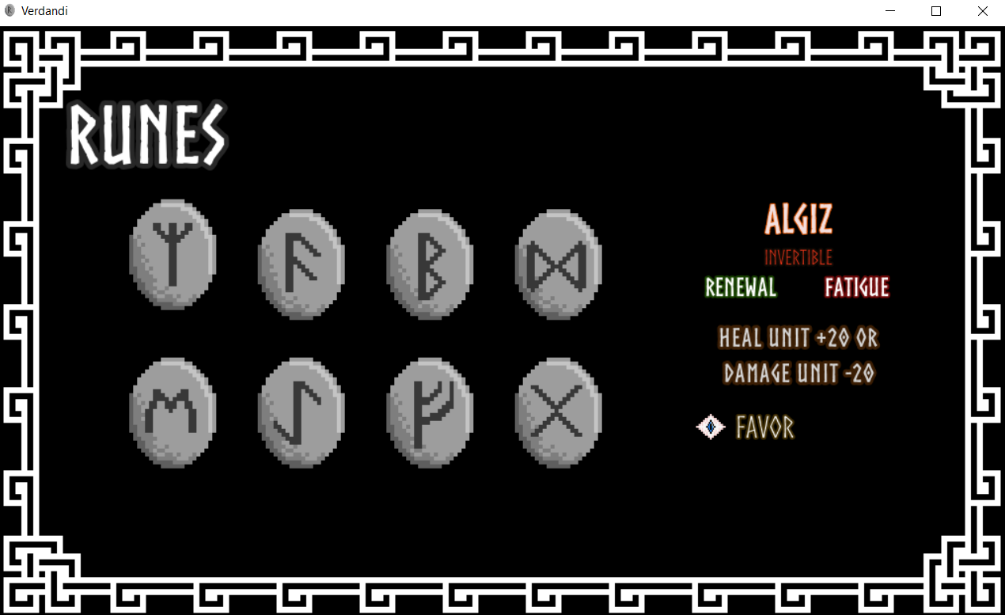 Verdandi
RUNES
ᛉ ᚨ ᛒ ᛞ
ᛖ ᛇ ᚠ ᚷ
ALGIZ
INVERTIBLE
RENEWAL FATIGUE
HEAL UNIT +20 OR
DAMAGE UNIT -20
FAVOR